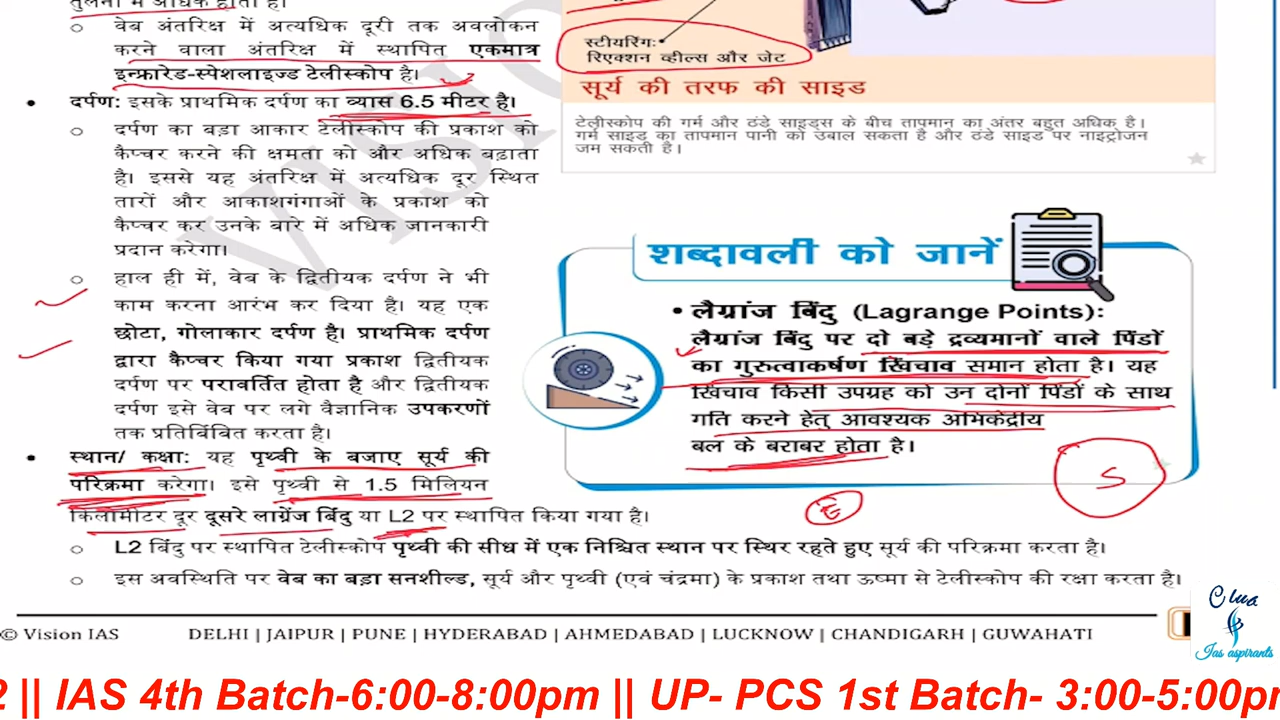 तुलना में अधिक होता है।
वेब अंतरिक्ष में अत्यधिक दूरी तक अवलोकन
करने वाला अंतरिक्ष में स्थापित एकमात्र
इन्फ्रारेड-स्पेशलाइज्ड टेलीस्कोप है।
• दर्पण: इसके प्राथमिक दर्पण का व्यास 6.5 मीटर है।
दर्पण का बड़ा आकार टेलीस्कोप की प्रकाश को
कैप्चर करने की क्षमता को और अधिक बढ़ाता
है। इससे यह अंतरिक्ष में अत्यधिक दूर स्थित
तारों और आकाशगंगाओं के प्रकाश को
कैप्चर कर उनके बारे में अधिक जानकारी
प्रदान करेगा।
हाल ही में, वेब के द्वितीयक दर्पण ने भी
काम करना आरंभ कर दिया है। यह एक
छोटा, गोलाकार दर्पण है। प्राथमिक दर्पण
द्वारा कैप्चर किया गया प्रकाश द्वितीयक
दर्पण पर परावर्तित होता है और द्वितीयक
दर्पण इसे वेब पर लगे वैज्ञानिक उपकरणों
तक प्रतिबिंबित करता है।
• स्थान/ कक्षा: यह पृथ्वी के बजाए सूर्य की
परिक्रमा करेगा। इसे पृथ्वी से 1.5 मिलियन
किलोमीटर दूर दूसरे लाग्रेंज बिंदु या L2 पर स्थापित किया गया है।
L2 बिंदु पर स्थापित टेलीस्कोप पृथ्वी की सीध में एक निश्चित स्थान पर स्थिर रहते हुए सूर्य की परिक्रमा करता है।
इस अवस्थिति पर वेब का बड़ा सनशील्ड, सूर्य और पृथ्वी (एवं चंद्रमा) के प्रकाश तथा ऊष्मा से टेलीस्कोप की रक्षा करता है।
स्टीयरिंगः
रिएक्शन व्हील्स और जेट
सूर्य की तरफ की साइड
टेलीस्कोप की गर्म और ठंडे साइड्स के बीच तापमान का अंतर बहुत अधिक है।
गर्म साइड का तापमान पानी को उबाल सकता है और ठंडे साइड पर नाइट्रोजन
जम सकती है।
शब्दावली को जानें
• लैग्रांज बिंदु (Lagrange Points):
लैग्रांज बिंदु पर दो बड़े द्रव्यमानों वाले पिंडों
का गुरुत्वाकर्षण खिंचाव समान होता है। यह
खिंचाव किसी उपग्रह को उन दोनों पिंडों के साथ
गति करने हेतु आवश्यक अभिकेंद्रीय
बल के बराबर होता है।
E
S
VISIO
© Vision IAS DELHI | JAIPUR | PUNE | HYDERABAD | AHMEDABAD | LUCKNOW | CHANDIGARH | GUWAHATI
Clue
Ias aspirants
2 || IAS 4th Batch-6:00-8:00pm || UP- PCS 1st Batch- 3:00-5:00pm